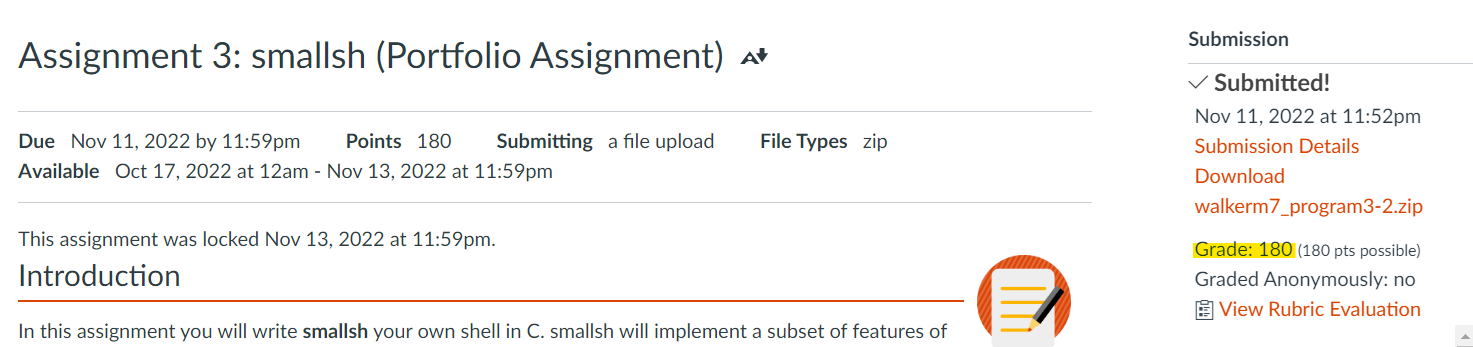 Assignment 3: smallsh (Portfolio Assignment)
Due Nov 11, 2022 by 11:59pm Points 180 Submitting a file upload File Types zip
Available Oct 17, 2022 at 12am - Nov 13, 2022 at 11:59pm
This assignment was locked Nov 13, 2022 at 11:59pm.
Introduction
In this assignment you will write smallsh your own shell in C. smallsh will implement a subset of features of
Submission
Submitted!
Nov 11, 2022 at 11:52pm
Submission Details
Download
walkerm7_program3-2.zip
Grade: 180 (180 pts possible)
Graded Anonymously: no
View Rubric Evaluation